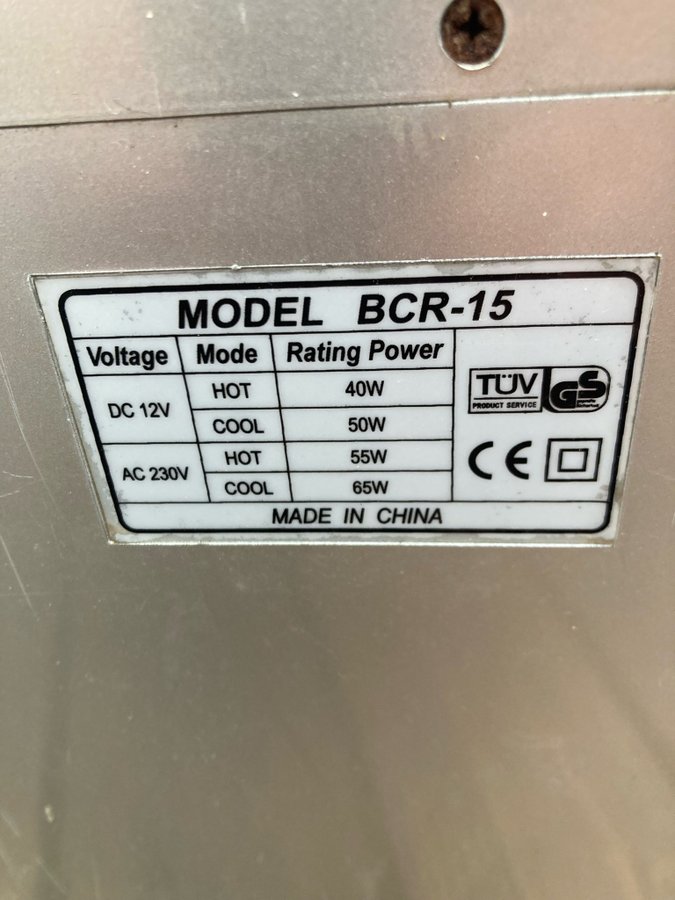 MODEL BCR-15
Voltage Mode Rating Power
DC 12V HOT 40W
COOL 50W
AC 230V HOT 55W
COOL 65W
TÜV
PRODUCT SERVICE
GS
CE
MADE IN CHINA